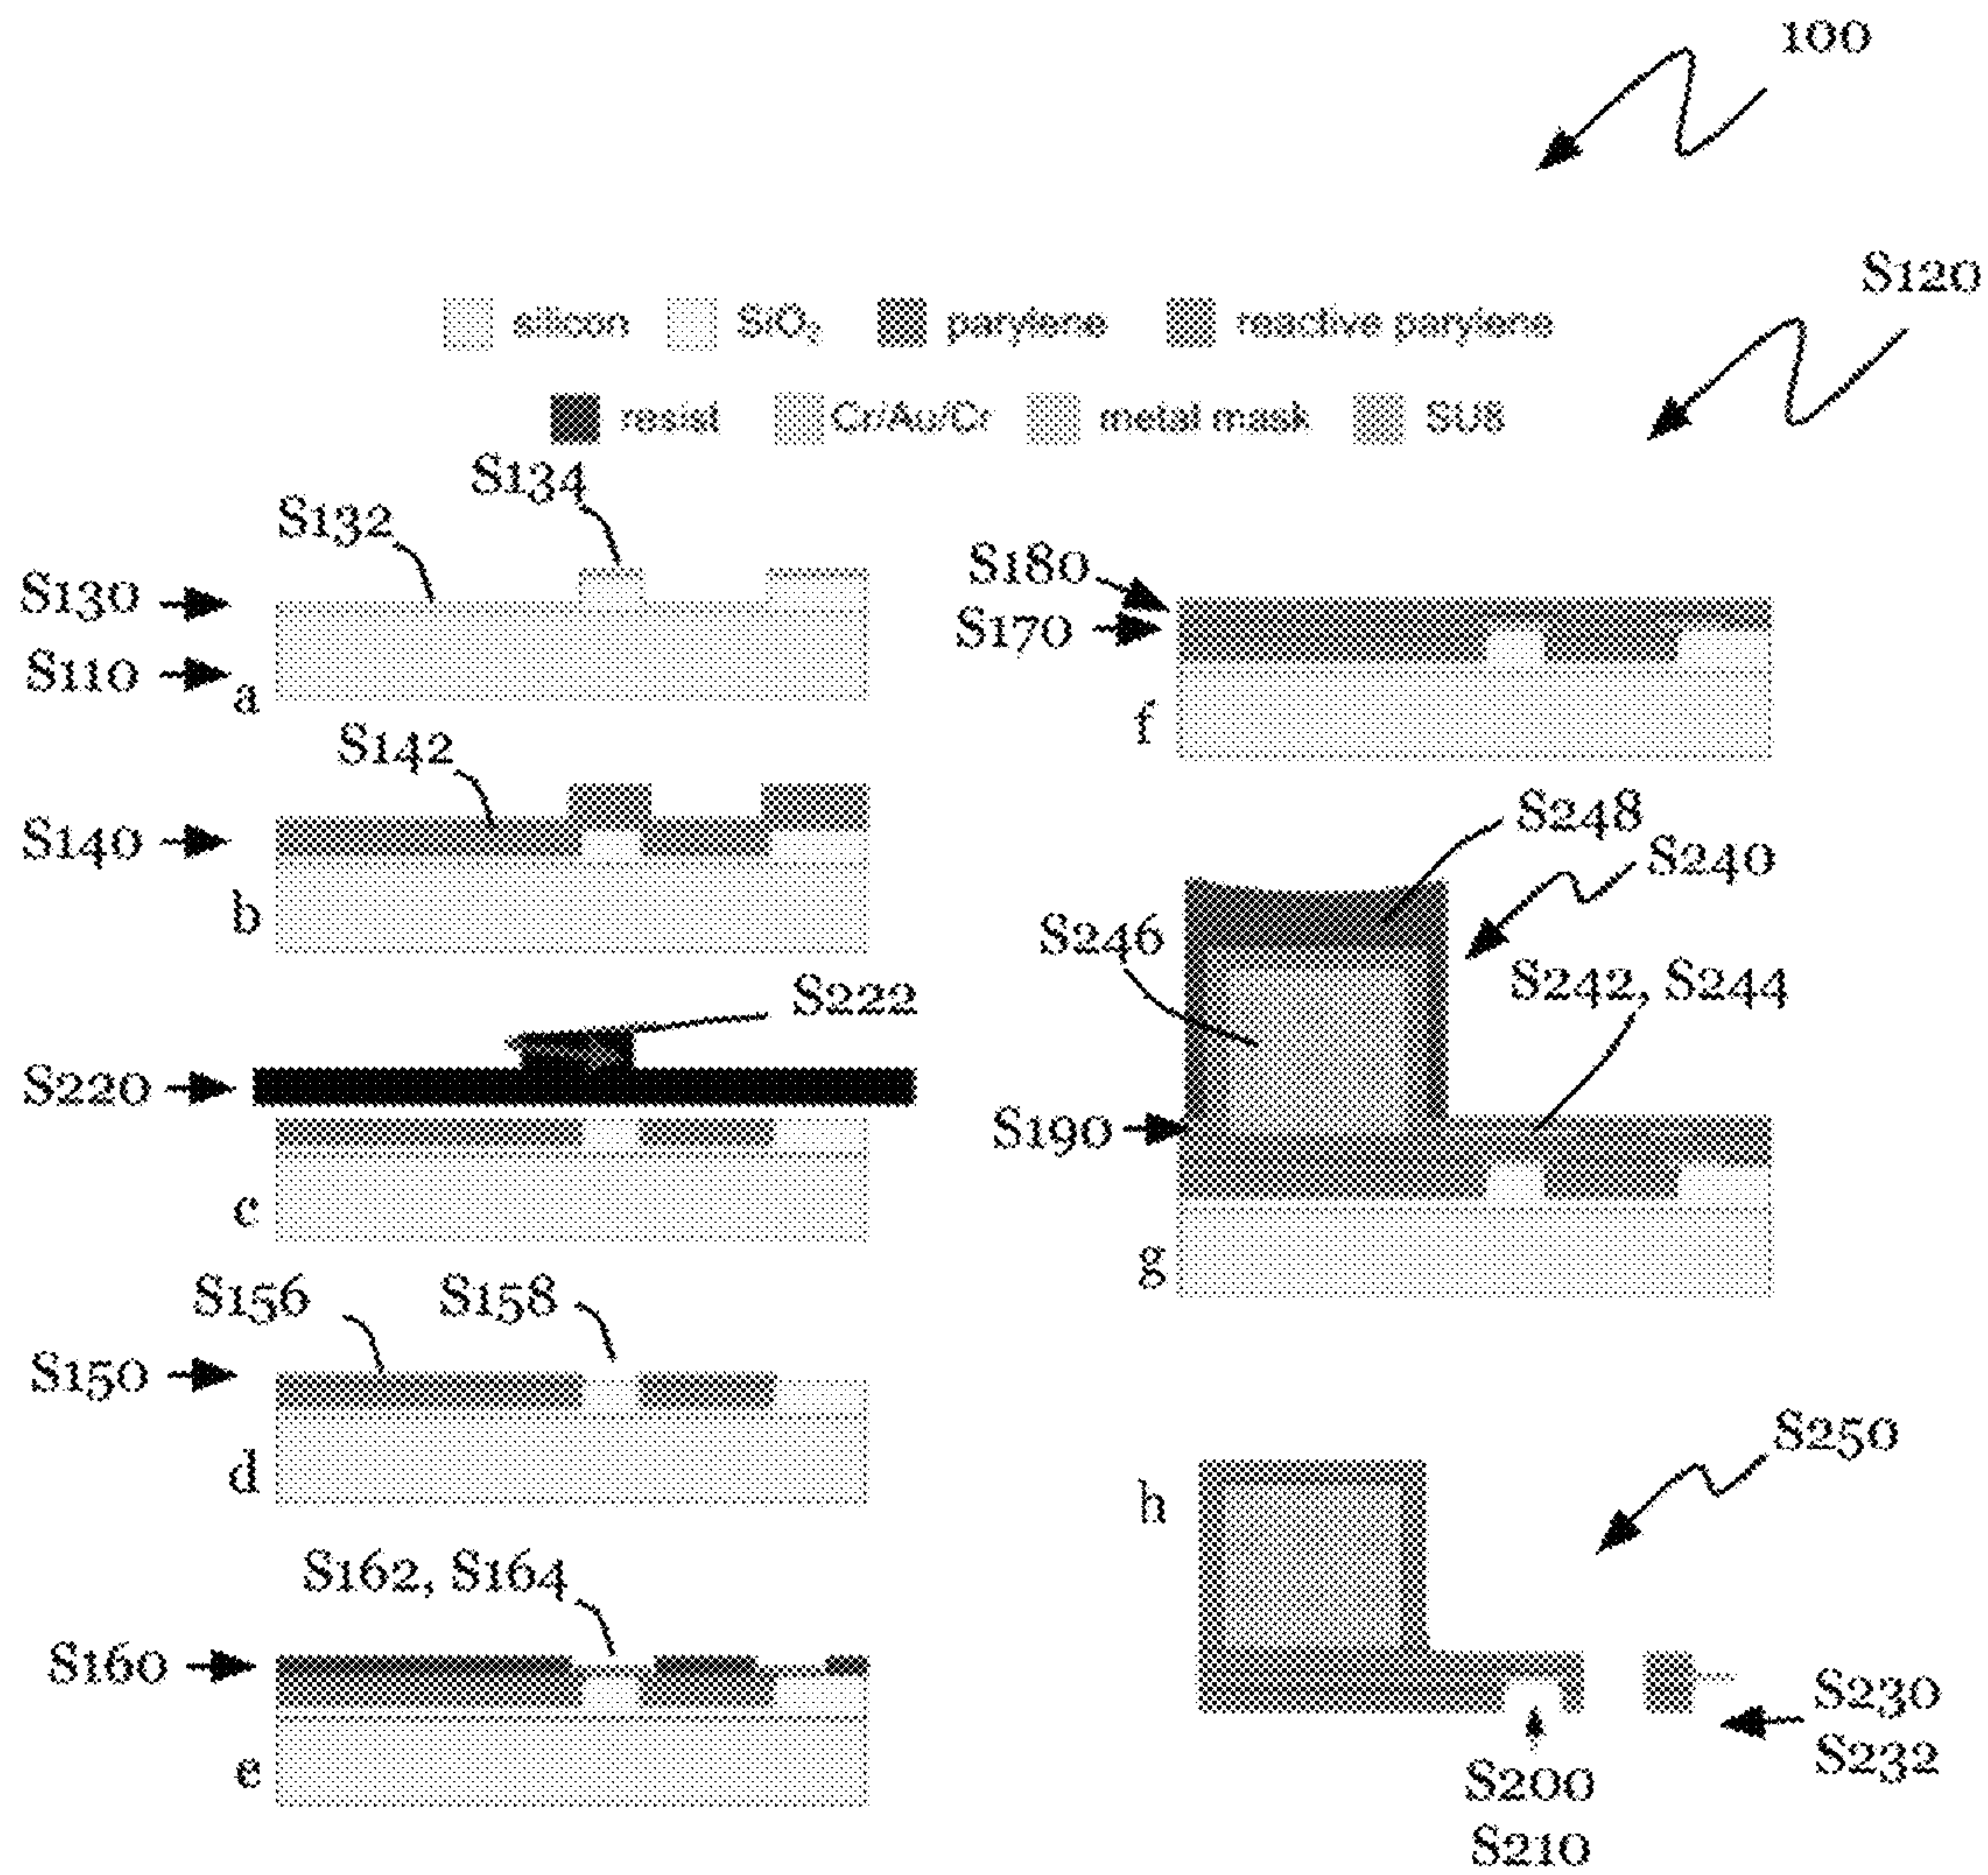 100
S120
silicon SiO₂ parylene reactive parylene
resist Cr/Au/Cr metal mask SU8
S134
S132
S130
S110
a
S142
S140
b
S222
S220
c
S156 S158
S150
d
S162, S164
S160
e
S180
S170
f
S248
S240
S246
S242, S244
S190
g
S250
h
S230
S232
S200
S210